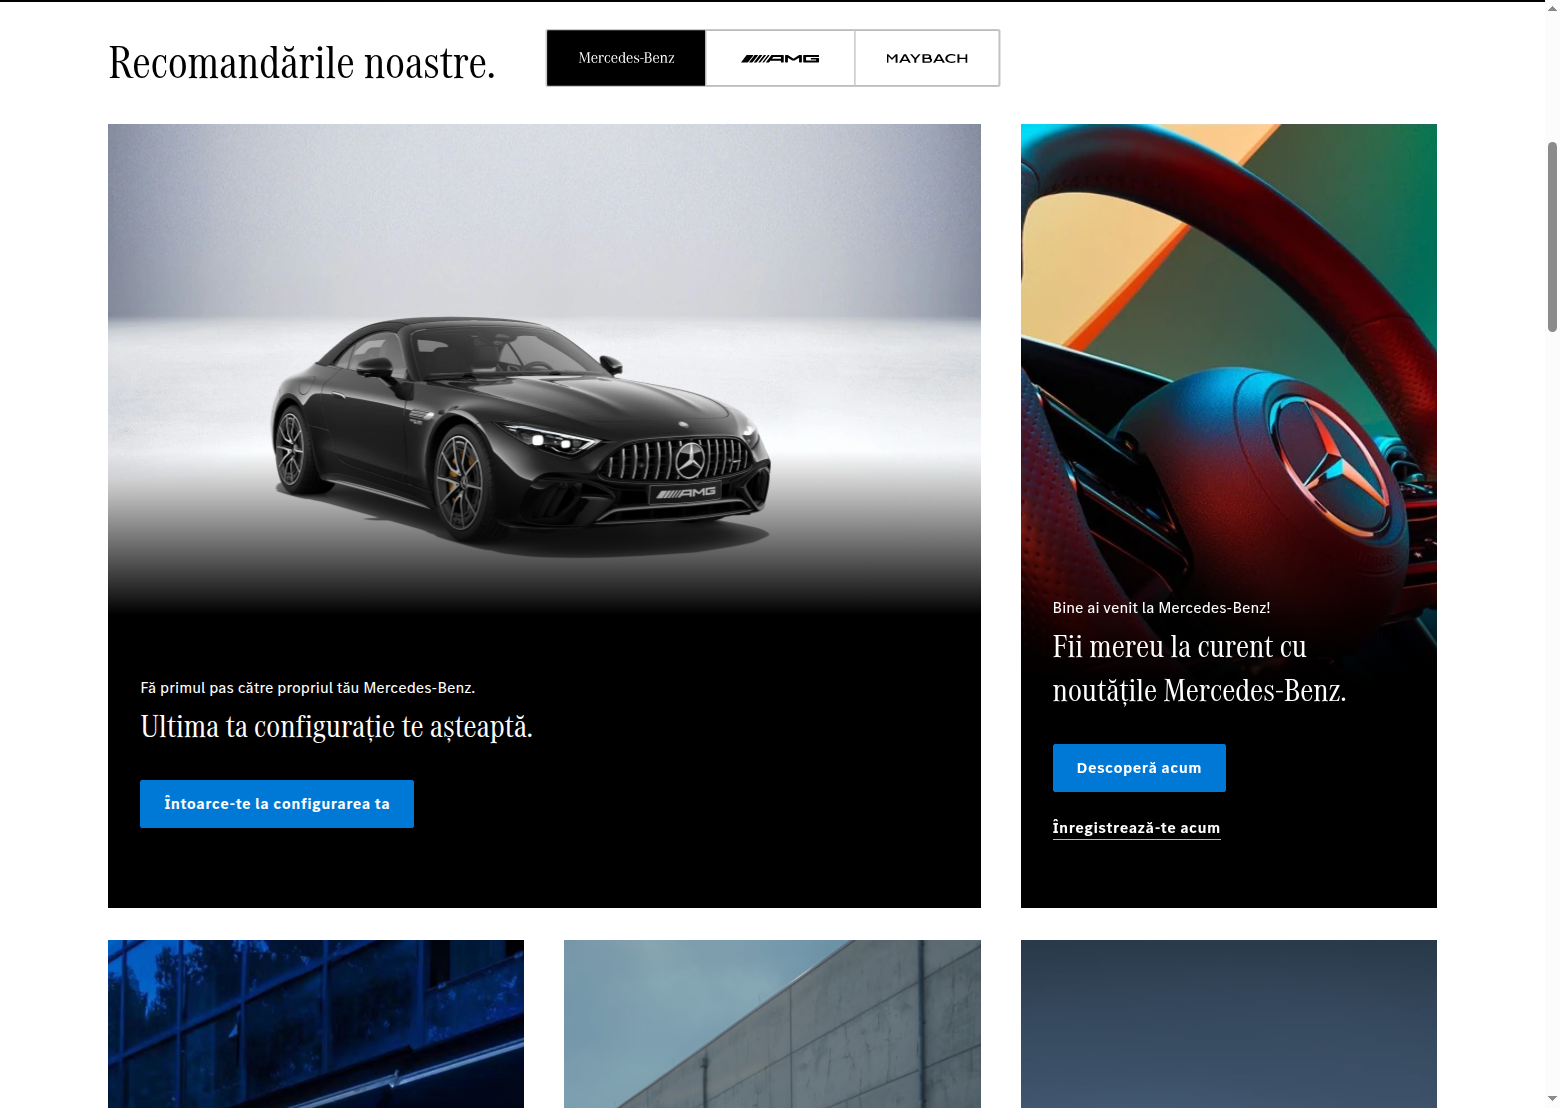 Recomandările noastre.
Mercedes-Benz
AMG
MAYBACH
AMG
Fă primul pas către propriul tău Mercedes-Benz.
Ultima ta configurație te așteaptă.
Întoarce-te la configurarea ta
Bine ai venit la Mercedes-Benz!
Fii mereu la curent cu
noutățile Mercedes-Benz.
Descoperă acum
Înregistrează-te acum